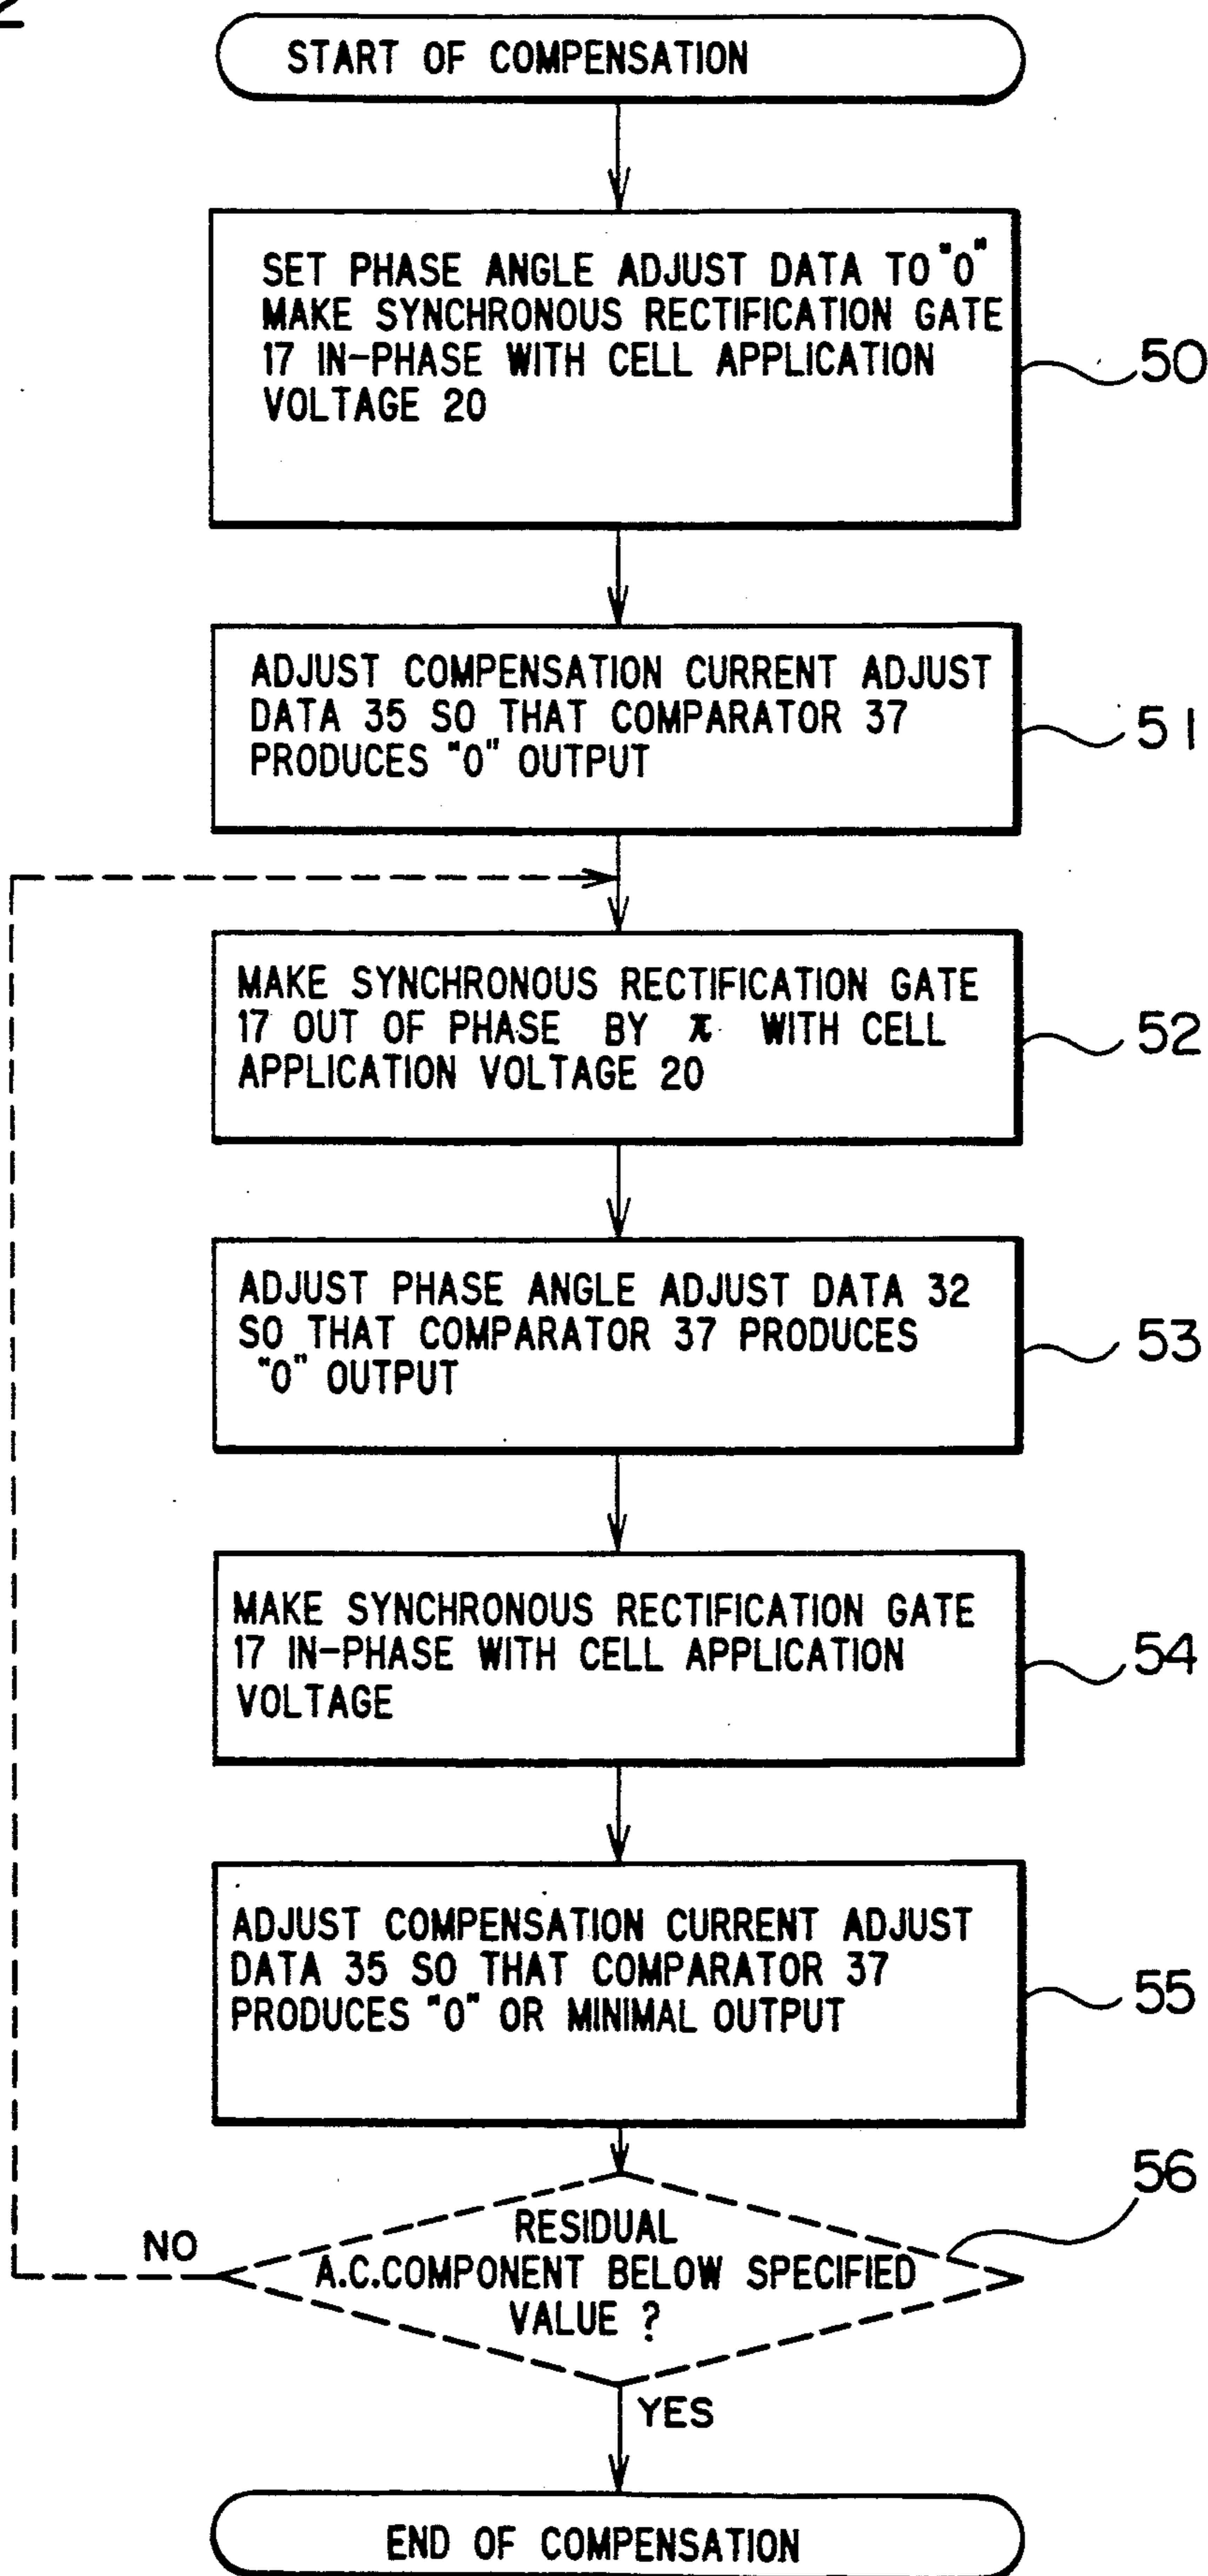 2
START OF COMPENSATION
SET PHASE ANGLE ADJUST DATA TO "0"
MAKE SYNCHRONOUS RECTIFICATION GATE
17 IN-PHASE WITH CELL APPLICATION
VOLTAGE 20
50
ADJUST COMPENSATION CURRENT ADJUST
DATA 35 SO THAT COMPARATOR 37
PRODUCES "0" OUTPUT
51
MAKE SYNCHRONOUS RECTIFICATION GATE
17 OUT OF PHASE BY π WITH CELL
APPLICATION VOLTAGE 20
52
ADJUST PHASE ANGLE ADJUST DATA 32
SO THAT COMPARATOR 37 PRODUCES
"0" OUTPUT
53
MAKE SYNCHRONOUS RECTIFICATION GATE
17 IN-PHASE WITH CELL APPLICATION
VOLTAGE
54
ADJUST COMPENSATION CURRENT ADJUST
DATA 35 SO THAT COMPARATOR 37
PRODUCES "0" OR MINIMAL OUTPUT
55
56
NO
RESIDUAL
A.C.COMPONENT BELOW SPECIFIED
VALUE ?
YES
END OF COMPENSATION